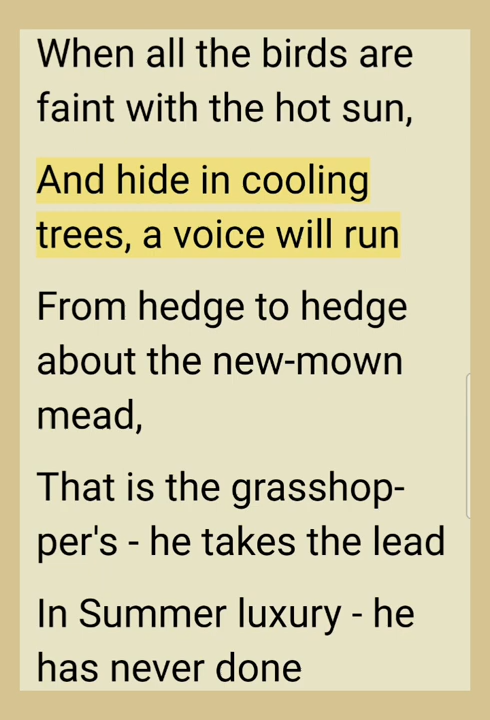 When all the birds are
faint with the hot sun,
And hide in cooling
trees, a voice will run
From hedge to hedge
about the new-mown
mead,
That is the grasshop-
per's - he takes the lead
In Summer luxury - he
has never done